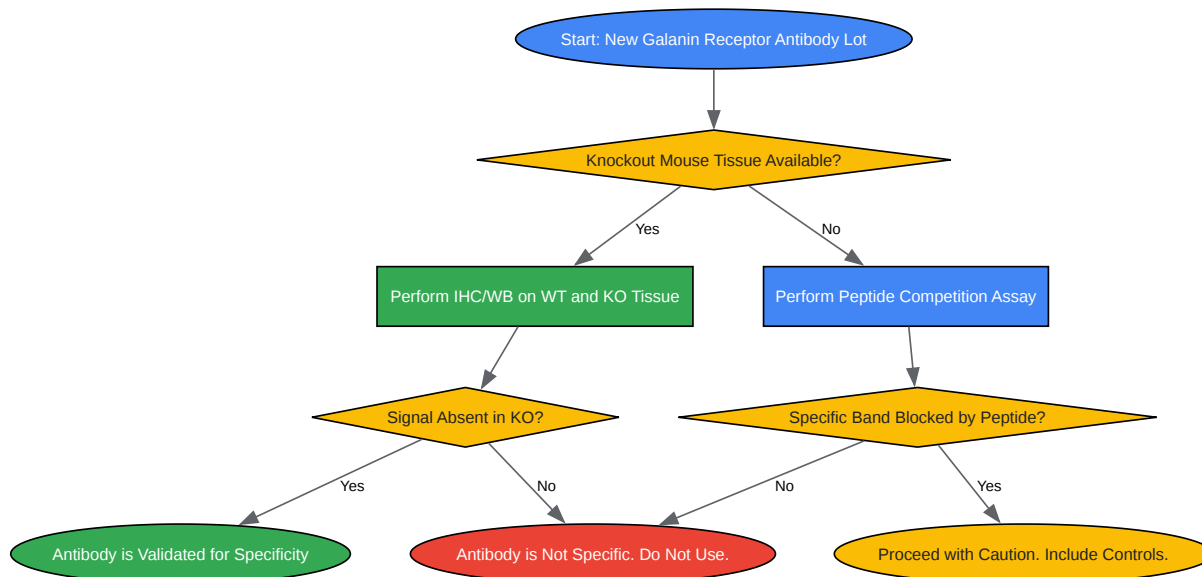 Start: New Galanin Receptor Antibody Lot
Knockout Mouse Tissue Available?
Yes
No
Perform IHC/WB on WT and KO Tissue
Perform Peptide Competition Assay
Signal Absent in KO?
Specific Band Blocked by Peptide?
Yes
No
No
Yes
Antibody is Validated for Specificity
Antibody is Not Specific. Do Not Use.
Proceed with Caution. Include Controls.